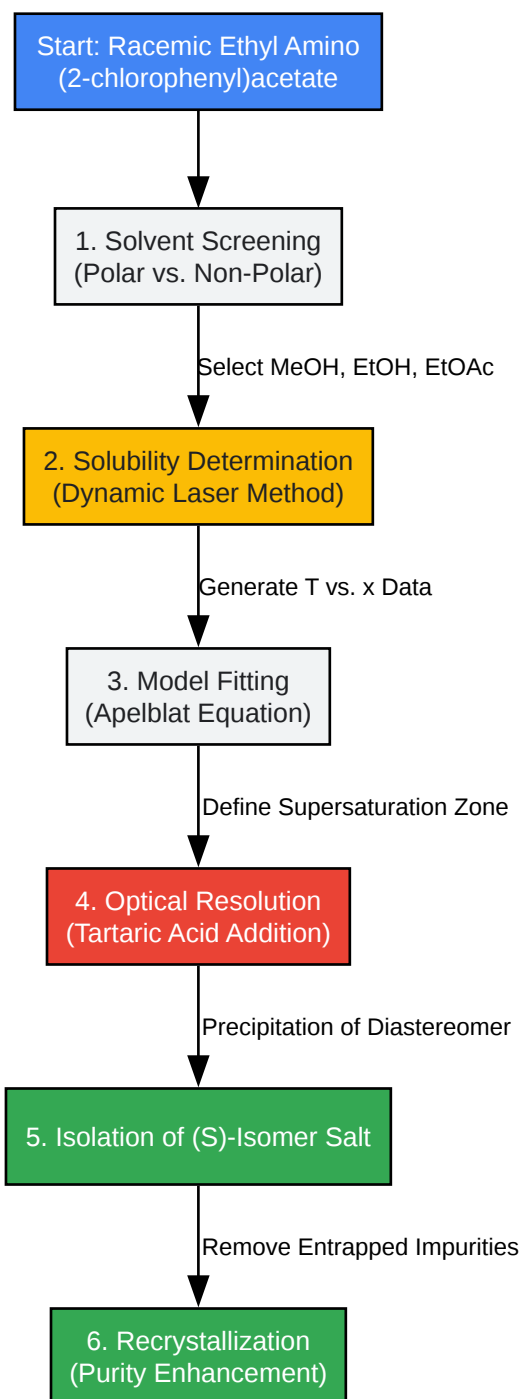 Start: Racemic Ethyl Amino
(2-chlorophenyl)acetate
1. Solvent Screening
(Polar vs. Non-Polar)
Select MeOH, EtOH, EtOAc
2. Solubility Determination
(Dynamic Laser Method)
Generate T vs. x Data
3. Model Fitting
(Apelblat Equation)
Define Supersaturation Zone
4. Optical Resolution
(Tartaric Acid Addition)
Precipitation of Diastereomer
5. Isolation of (S)-Isomer Salt
Remove Entrapped Impurities
6. Recrystallization
(Purity Enhancement)